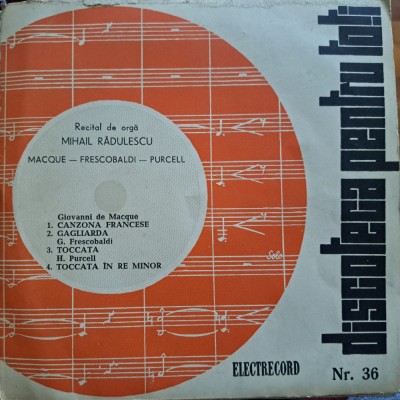 Recital de orgă
MIHAIL RĂDULESCU
MACQUE — FRESCOBALDI — PURCELL
Giovanni de Macque
1. CANZONA FRANCESE
2. GAGLIARDA
G. Frescobaldi
3. TOCCATA
H. Purcell
4. TOCCATA ÎN RE MINOR
Solo
discoteca pentru toți
ELECTRECORD
Nr. 36